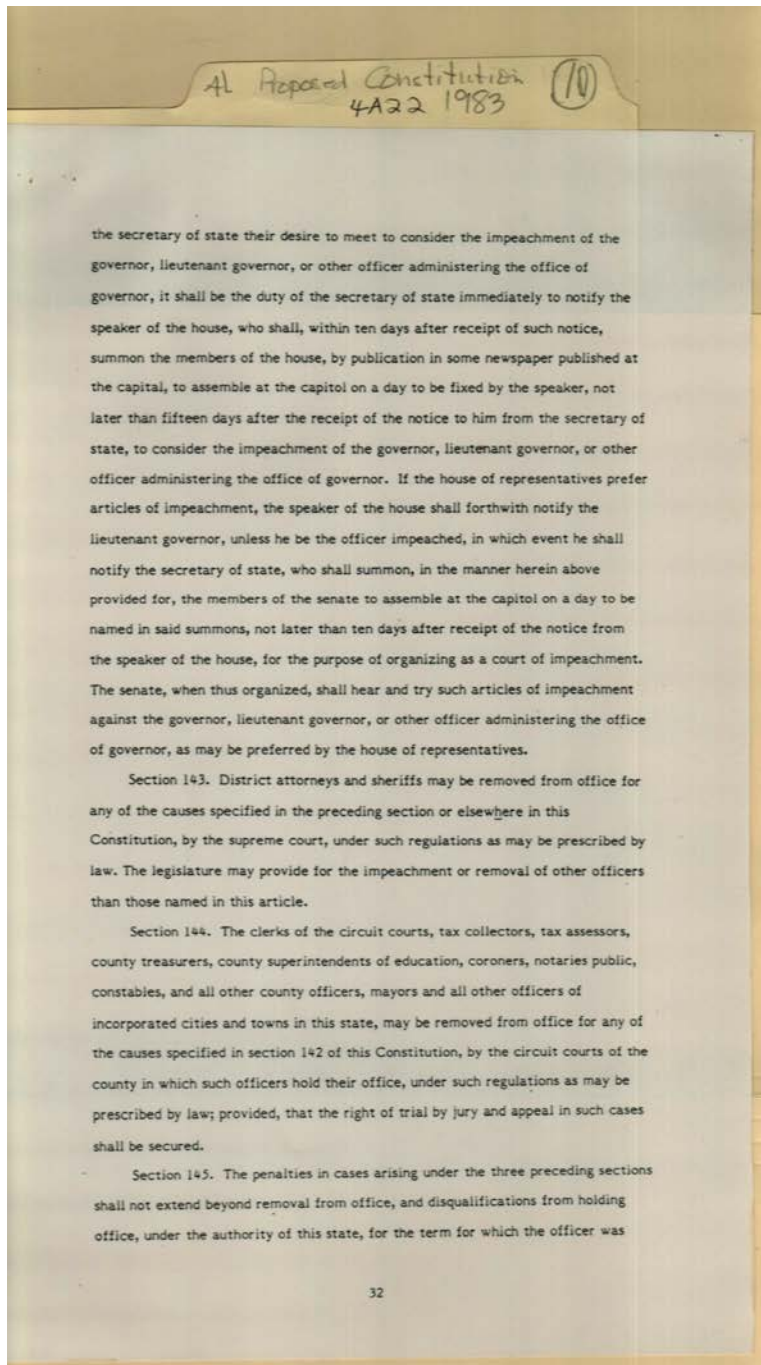 AL Proposed Constitution 10
4A22 1983
the secretary of state their desire to meet to consider the impeachment of the
governor, lieutenant governor, or other officer administering the office of
governor, it shall be the duty of the secretary of state immediately to notify the
speaker of the house, who shall, within ten days after receipt of such notice,
summon the members of the house, by publication in some newspaper published at
the capital, to assemble at the capitol on a day to be fixed by the speaker, not
later than fifteen days after the receipt of the notice to him from the secretary of
state, to consider the impeachment of the governor, lieutenant governor, or other
officer administering the office of governor. If the house of representatives prefer
articles of impeachment, the speaker of the house shall forthwith notify the
lieutenant governor, unless he be the officer impeached, in which event he shall
notify the secretary of state, who shall summon, in the manner herein above
provided for, the members of the senate to assemble at the capitol on a day to be
named in said summons, not later than ten days after receipt of the notice from
the speaker of the house, for the purpose of organizing as a court of impeachment.
The senate, when thus organized, shall hear and try such articles of impeachment
against the governor, lieutenant governor, or other officer administering the office
of governor, as may be preferred by the house of representatives.
Section 143. District attorneys and sheriffs may be removed from office for
any of the causes specified in the preceding section or elsewhere in this
Constitution, by the supreme court, under such regulations as may be prescribed by
law. The legislature may provide for the impeachment or removal of other officers
than those named in this article.
Section 144. The clerks of the circuit courts, tax collectors, tax assessors,
county treasurers, county superintendents of education, coroners, notaries public,
constables, and all other county officers, mayors and all other officers of
incorporated cities and towns in this state, may be removed from office for any of
the causes specified in section 142 of this Constitution, by the circuit courts of the
county in which such officers hold their office, under such regulations as may be
prescribed by law; provided, that the right of trial by jury and appeal in such cases
shall be secured.
Section 145. The penalties in cases arising under the three preceding sections
shall not extend beyond removal from office, and disqualifications from holding
office, under the authority of this state, for the term for which the officer was
32